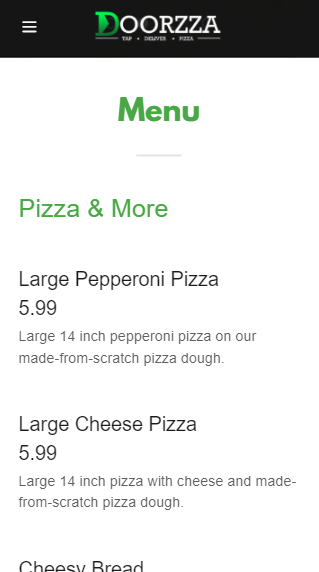 DOORZZA
TAP • DELIVER • PIZZA
Menu
Pizza & More
Large Pepperoni Pizza
5.99
Large 14 inch pepperoni pizza on our
made-from-scratch pizza dough.
Large Cheese Pizza
5.99
Large 14 inch pizza with cheese and made-
from-scratch pizza dough.
Cheesy Bread